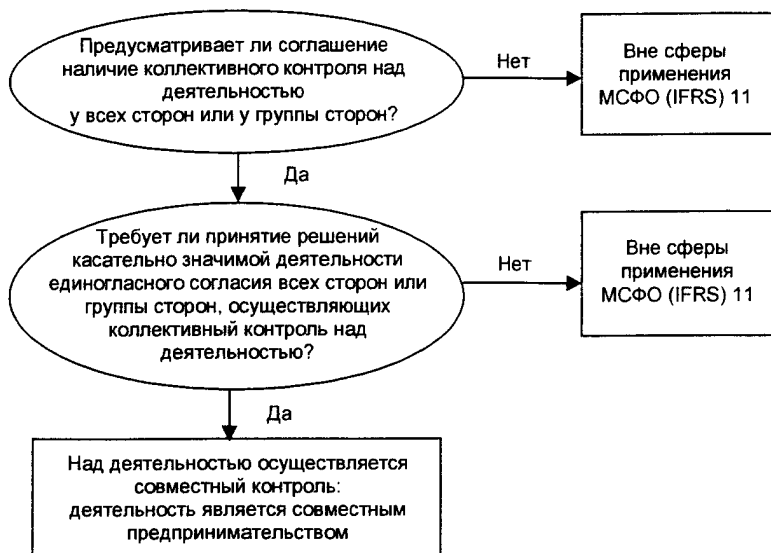 Предусматривает ли соглашение
наличие коллективного контроля над
деятельностью
у всех сторон или у группы сторон?
Нет
Вне сферы
применения
МСФО (IFRS) 11
Да
Требует ли принятие решений
касательно значимой деятельности
единогласного согласия всех сторон или
группы сторон, осуществляющих
коллективный контроль над
деятельностью?
Нет
Вне сферы
применения
МСФО (IFRS) 11
Да
Над деятельностью осуществляется
совместный контроль:
деятельность является совместным
предпринимательством